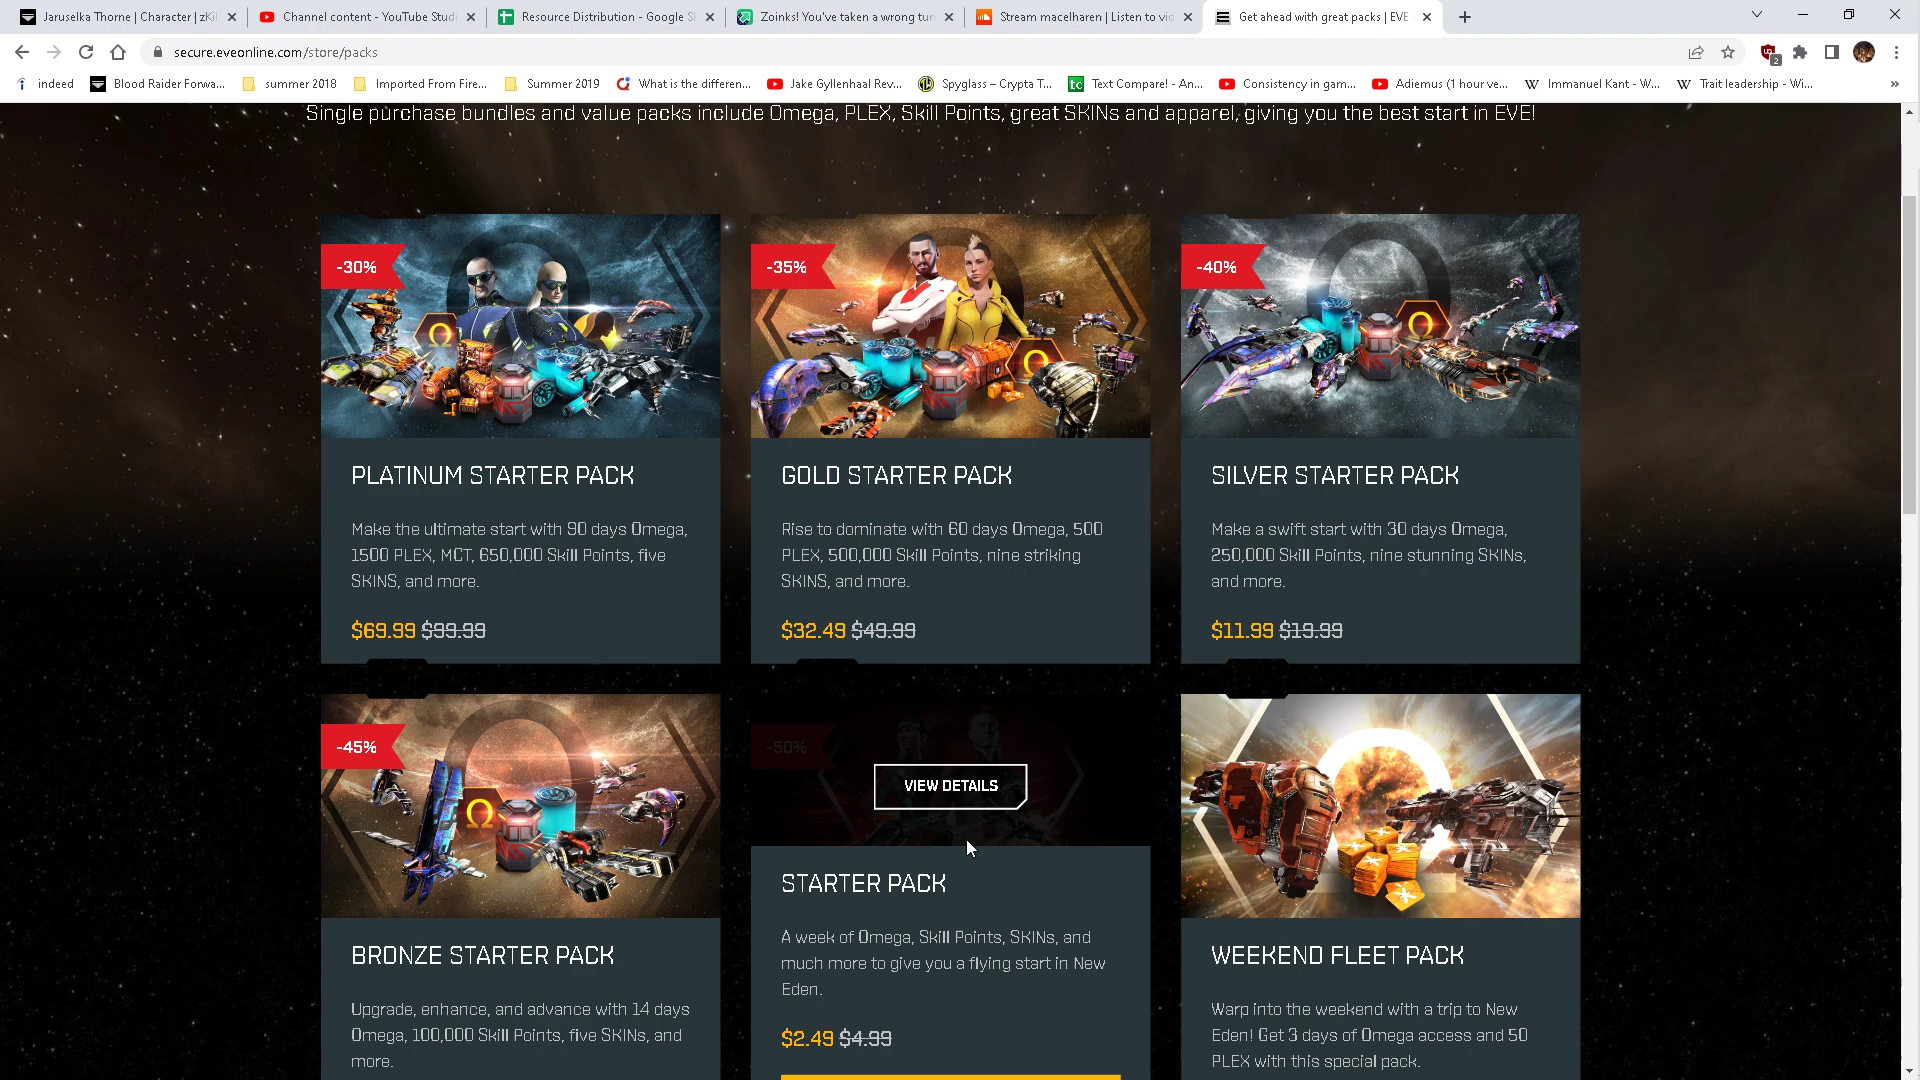 Jaruselka Thorne | Character | zKil
Channel content - YouTube Studi
Resource Distribution - Google Sh
Zoinks! You've taken a wrong turn
Stream macelharen | Listen to vid
Get ahead with great packs | EVE
secure.eveonline.com/store/packs
2
indeed
Blood Raider Forwa...
summer 2018
Imported From Fire...
Summer 2019
What is the differen...
Jake Gyllenhaal Rev...
Spyglass – Crypta T...
tc
Text Compare! - An...
Consistency in gam...
Adiemus (1 hour ve...
W
Immanuel Kant - W...
W
Trait leadership - Wi...
»
Single purchase bundles and value packs include Omega, PLEX, Skill Points, great SKINs and apparel, giving you the best start in EVE!
-30%
Ω
PLATINUM STARTER PACK
Make the ultimate start with 90 days Omega,
1500 PLEX, MCT, 650,000 Skill Points, five
SKINS, and more.
$69.99 $99.99
-35%
Ω
GOLD STARTER PACK
Rise to dominate with 60 days Omega, 500
PLEX, 500,000 Skill Points, nine striking
SKINS, and more.
$32.49 $49.99
-40%
Ω
SILVER STARTER PACK
Make a swift start with 30 days Omega,
250,000 Skill Points, nine stunning SKINs,
and more.
$11.99 $19.99
-45%
Ω
BRONZE STARTER PACK
Upgrade, enhance, and advance with 14 days
Omega, 100,000 Skill Points, five SKINs, and
more.
-50%
VIEW DETAILS
STARTER PACK
A week of Omega, Skill Points, SKINs, and
much more to give you a flying start in New
Eden.
$2.49 $4.99
WEEKEND FLEET PACK
Warp into the weekend with a trip to New
Eden! Get 3 days of Omega access and 50
PLEX with this special pack.